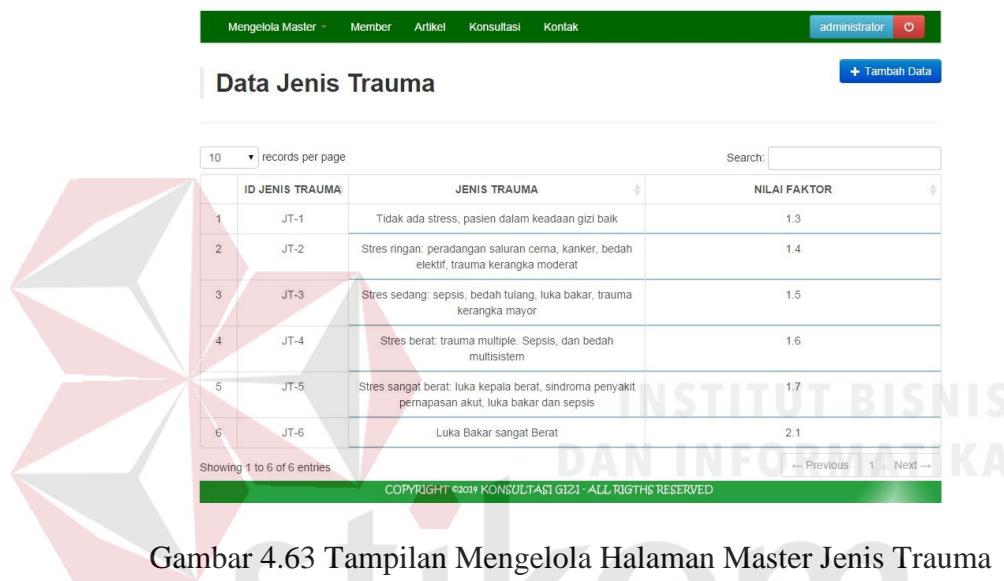 Mengelola Master Member Artikel Konsultasi Kontak administrator
Data Jenis Trauma
+ Tambah Data
10 records per page Search:
ID JENIS TRAUMA JENIS TRAUMA NILAI FAKTOR
1 JT-1 Tidak ada stress, pasien dalam keadaan gizi baik 1.3
2 JT-2 Stres ringan: peradangan saluran cerna, kanker, bedah
elektif, trauma kerangka moderat 1.4
3 JT-3 Stres sedang: sepsis, bedah tulang, luka bakar, trauma
kerangka mayor 1.5
4 JT-4 Stres berat: trauma multiple. Sepsis, dan bedah
multisistem 1.6
5 JT-5 Stres sangat berat: luka kepala berat, sindroma penyakit
pernapasan akut, luka bakar dan sepsis 1.7
6 JT-6 Luka Bakar sangat Berat 2.1
Showing 1 to 6 of 6 entries ← Previous 1 Next →
COPYRIGHT ©2014 KONSULTASI GIZI - ALL RIGTHS RESERVED
INSTITUT BISNIS
DAN INFORMATIKA
stikom
Gambar 4.63 Tampilan Mengelola Halaman Master Jenis Trauma